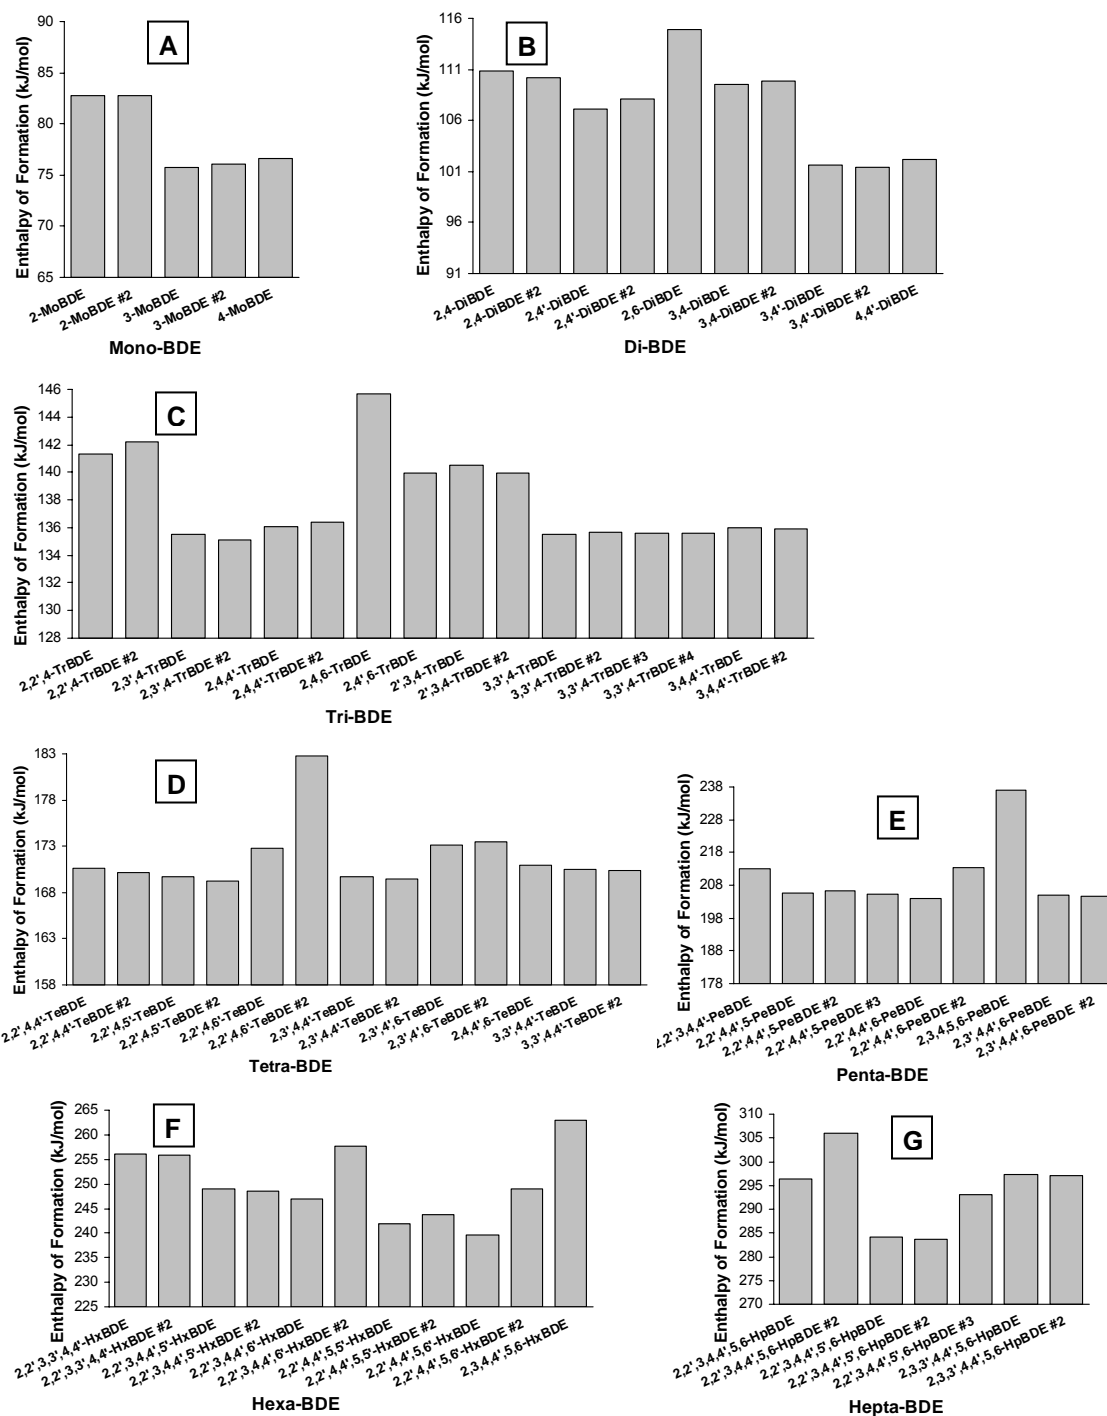 A
Enthalpy of Formation (kJ/mol)
90
85
80
75
70
65
2-MoBDE
2-MoBDE #2
3-MoBDE
3-MoBDE #2
4-MoBDE
Mono-BDE
B
Enthalpy of Formation (kJ/mol)
116
111
106
101
96
91
2,4-DiBDE
2,4-DiBDE #2
2,4'-DiBDE
2,4'-DiBDE #2
2,6-DiBDE
3,4-DiBDE
3,4-DiBDE #2
3,4'-DiBDE
3,4'-DiBDE #2
4,4'-DiBDE
Di-BDE
C
Enthalpy of Formation (kJ/mol)
146
144
142
140
138
136
134
132
130
128
2,2',4-TrBDE
2,2',4-TrBDE #2
2,3',4-TrBDE
2,3',4-TrBDE #2
2,4,4'-TrBDE
2,4,4'-TrBDE #2
2,4,6-TrBDE
2,4',6-TrBDE
2',3,4-TrBDE
2',3,4-TrBDE #2
3,3',4-TrBDE
3,3',4-TrBDE #2
3,3',4-TrBDE #3
3,3',4-TrBDE #4
3,4,4'-TrBDE
3,4,4'-TrBDE #2
Tri-BDE
D
Enthalpy of Formation (kJ/mol)
183
178
173
168
163
158
2,2',4,4'-TeBDE
2,2',4,4'-TeBDE #2
2,2',4,5'-TeBDE
2,2',4,5'-TeBDE #2
2,2',4,6'-TeBDE
2,2',4,6'-TeBDE #2
2,3',4,4'-TeBDE
2,3',4,4'-TeBDE #2
2,3',4,6-TeBDE
2,3',4,6-TeBDE #2
2,4,4',6-TeBDE
3,3',4,4'-TeBDE
3,3',4,4'-TeBDE #2
Tetra-BDE
E
Enthalpy of Formation (kJ/mol)
238
228
218
208
198
188
178
2,2',3,4,4'-PeBDE
2,2',4,4',5-PeBDE
2,2',4,4',5-PeBDE #2
2,2',4,4',5-PeBDE #3
2,2',4,4',6-PeBDE
2,2',4,4',6-PeBDE #2
2,3,4,5,6-PeBDE
2,3',4,4',6-PeBDE
2,3',4,4',6-PeBDE #2
Penta-BDE
F
Enthalpy of Formation (kJ/mol)
265
260
255
250
245
240
235
230
225
2,2',3,3',4,4'-HxBDE
2,2',3,3',4,4'-HxBDE #2
2,2',3,4,4',5'-HxBDE
2,2',3,4,4',5'-HxBDE #2
2,2',3,4,4',6'-HxBDE
2,2',3,4,4',6'-HxBDE #2
2,2',4,4',5,5'-HxBDE
2,2',4,4',5,5'-HxBDE #2
2,2',4,4',5,6'-HxBDE
2,2',4,4',5,6'-HxBDE #2
2,3,4,4',5,6-HxBDE
Hexa-BDE
G
Enthalpy of Formation (kJ/mol)
310
305
300
295
290
285
280
275
270
2,2',3,4,4',5,6-HpBDE
2,2',3,4,4',5,6-HpBDE #2
2,2',3,4,4',5',6-HpBDE
2,2',3,4,4',5',6-HpBDE #2
2,2',3,4,4',5',6-HpBDE #3
2,3,3',4,4',5,6-HpBDE
2,3,3',4,4',5,6-HpBDE #2
Hepta-BDE